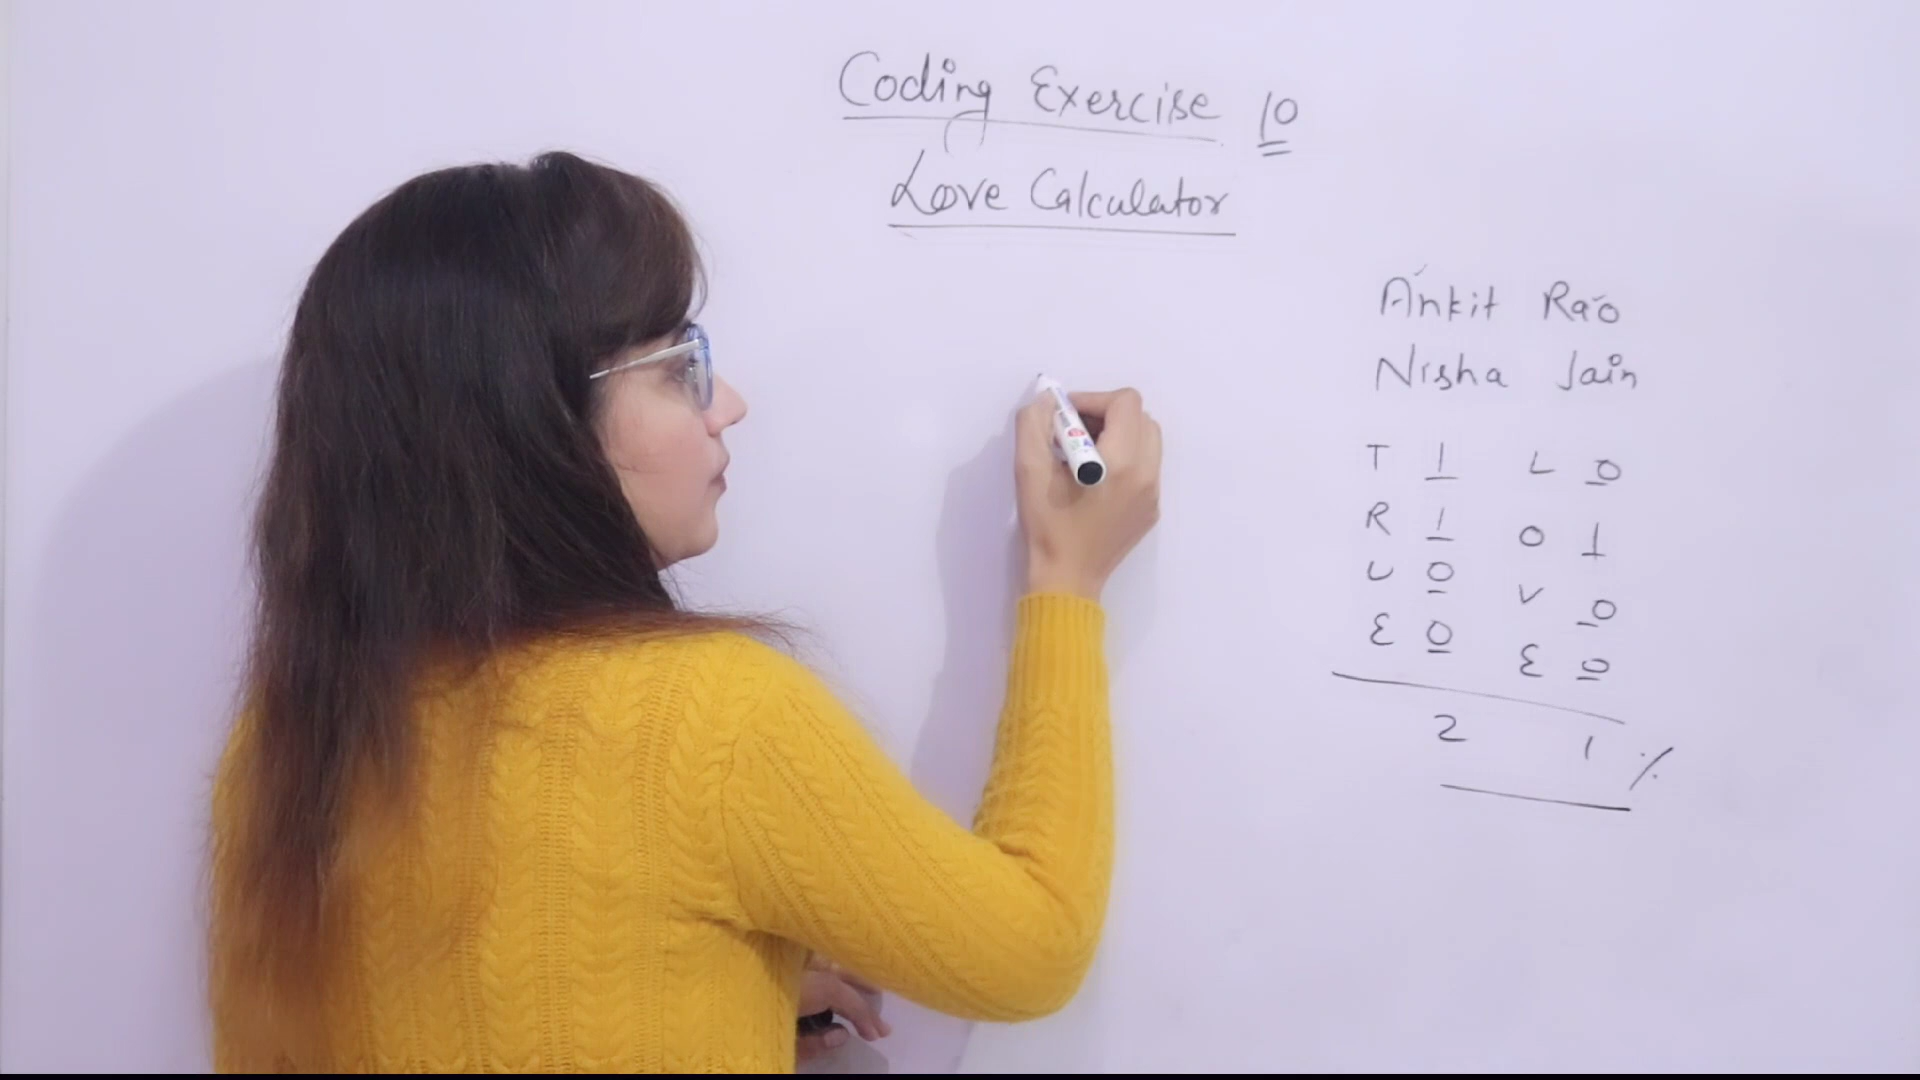 Coding Exercise 10
Love Calculator
Ankit Rao
Nisha Jain
T 1 L 0
R 1 O 1
U 0 V 0
E 0 E 0
2 1 %